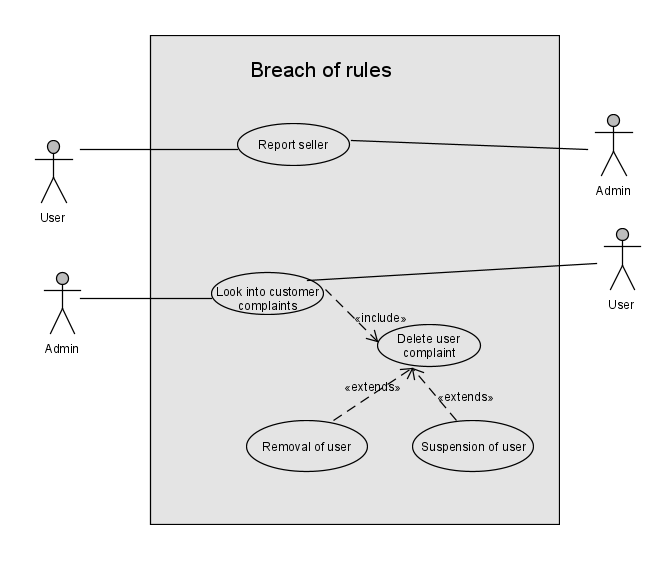 Breach of rules
Report seller
User
Admin
Look into customer
complaints
User
Admin
«include»
Delete user
complaint
«extends»
«extends»
Removal of user
Suspension of user